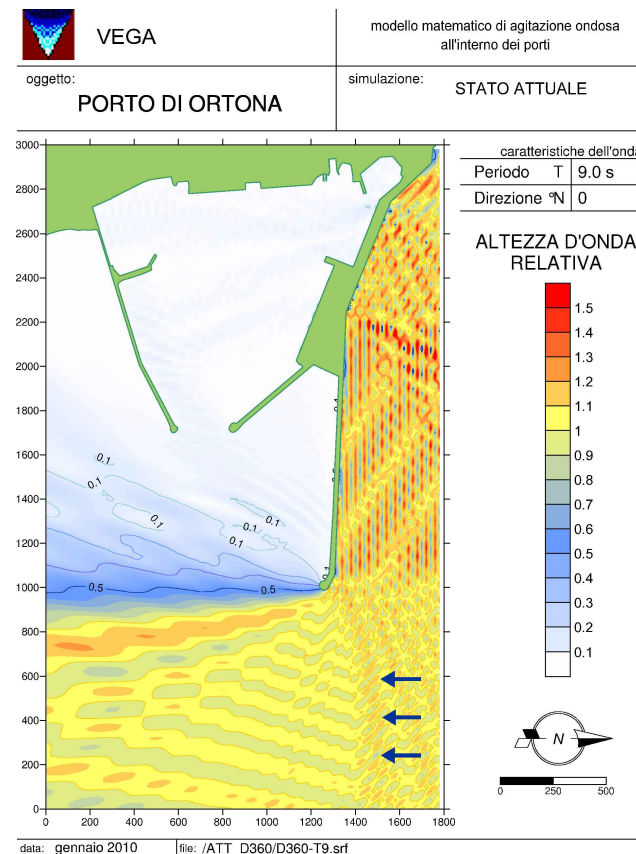 VEGA
modello matematico di agitazione ondosa
all'interno dei porti
oggetto:
PORTO DI ORTONA
simulazione:
STATO ATTUALE
caratteristiche dell'onda
Periodo T 9.0 s
Direzione °N 0
ALTEZZA D'ONDA
RELATIVA
1.5
1.4
1.3
1.2
1.1
1
0.9
0.8
0.7
0.6
0.5
0.4
0.3
0.2
0.1
N
0 250 500
3000
2800
2600
2400
2200
2000
1800
1600
1400
1200
1000
800
600
400
200
0
0 200 400 600 800 1000 1200 1400 1600 1800
0.1
0.1
0.1
0.1
0.1
0.1
0.1
0.5
0.5
data: gennaio 2010
file: /ATT_D360/D360-T9.srf